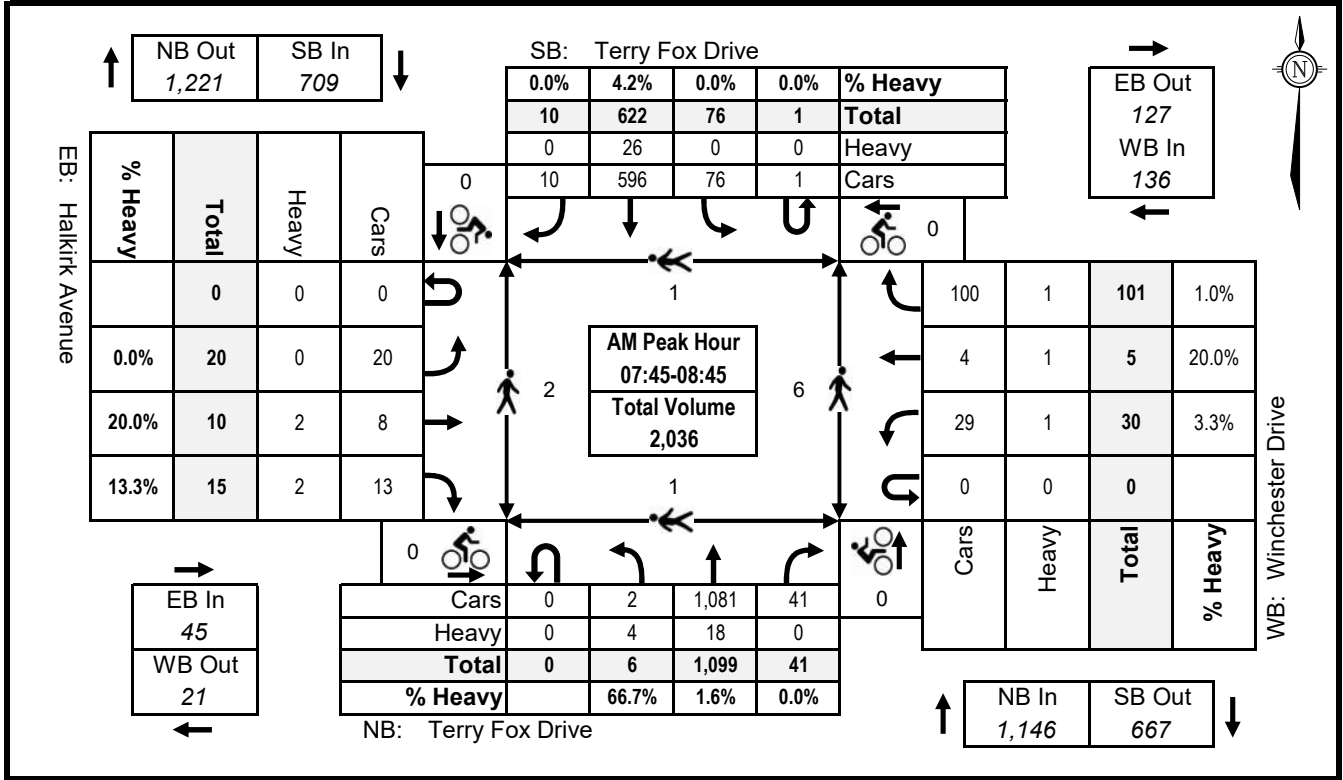 NB Out SB In
1,221 709
SB: Terry Fox Drive
0.0% 4.2% 0.0% 0.0% % Heavy
10 622 76 1 Total
0 26 0 0 Heavy
10 596 76 1 Cars
EB Out
127
WB In
136
N
EB: Halkirk Avenue
% Heavy Total Heavy Cars
0 0 0
0.0% 20 0 20
20.0% 10 2 8
13.3% 15 2 13
0
0
1
2
AM Peak Hour
07:45-08:45
Total Volume
2,036
6
1
100 1 101 1.0%
4 1 5 20.0%
29 1 30 3.3%
0 0 0
Cars Heavy Total % Heavy
WB: Winchester Drive
0
0
EB In
45
WB Out
21
Cars 0 2 1,081 41
Heavy 0 4 18 0
Total 0 6 1,099 41
% Heavy 66.7% 1.6% 0.0%
NB: Terry Fox Drive
NB In SB Out
1,146 667